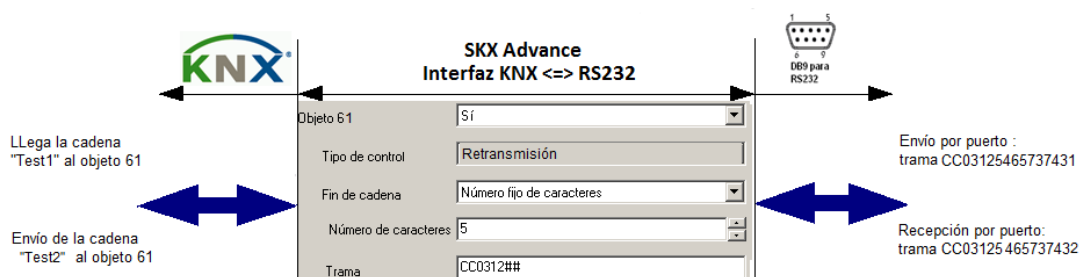 KNX
SKX Advance
Interfaz KNX <=> RS232
1 5
6 9
DB9 para
RS232
LLega la cadena
"Test1" al objeto 61
Envío de la cadena
"Test2" al objeto 61
Objeto 61 Sí
Tipo de control Retransmisión
Fin de cadena Número fijo de caracteres
Número de caracteres 5
Trama CC0312##
Envío por puerto :
trama CC03125465737431
Recepción por puerto:
trama CC03125465737432